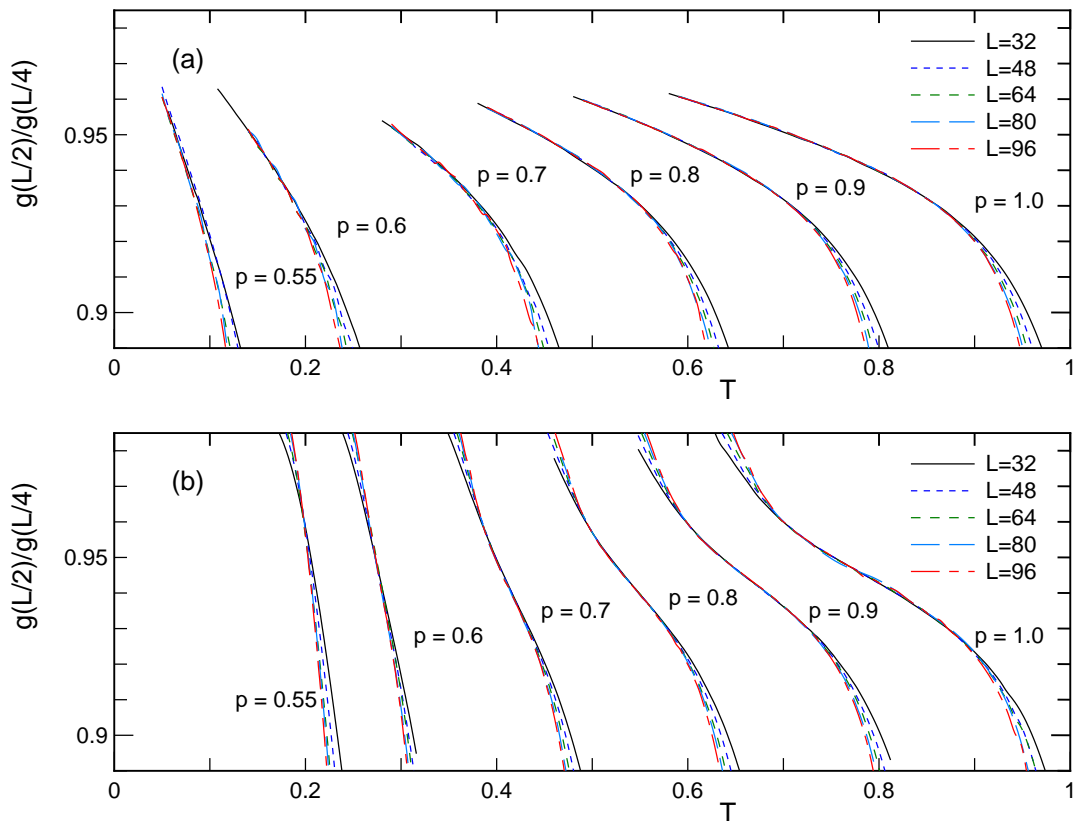 (a)
L=32
L=48
L=64
L=80
L=96
g(L/2)/g(L/4)
0.95
0.9
p = 0.55
p = 0.6
p = 0.7
p = 0.8
p = 0.9
p = 1.0
0 0.2 0.4 0.6 0.8 1
T
(b)
L=32
L=48
L=64
L=80
L=96
g(L/2)/g(L/4)
0.95
0.9
p = 0.55
p = 0.6
p = 0.7
p = 0.8
p = 0.9
p = 1.0
0 0.2 0.4 0.6 0.8 1
T